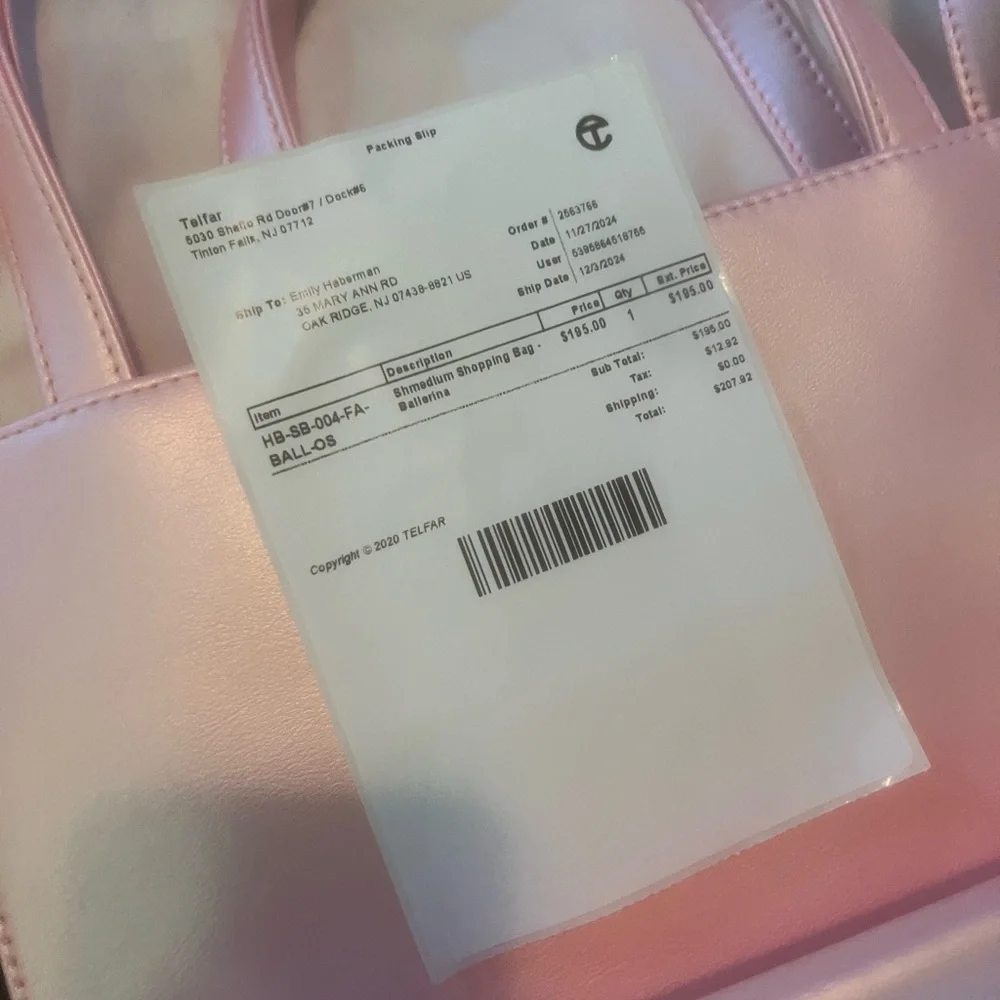 Packing Slip
Telfar
5030 Shafto Rd Door#7 / Dock#6
Tinton Falls, NJ 07712
Order # 2563766
Date 11/27/2024
User 5395864518755
Ship Date 12/3/2024
Ship To: Emily Haberman
35 MARY ANN RD
OAK RIDGE, NJ 07438-8821 US
Item Description Price Qty Ext. Price
HB-SB-004-FA- Shmedium Shopping Bag - $195.00 1 $195.00
BALL-OS Ballerina
Sub Total: $195.00
Tax: $12.92
Shipping: $0.00
Total: $207.92
Copyright © 2020 TELFAR